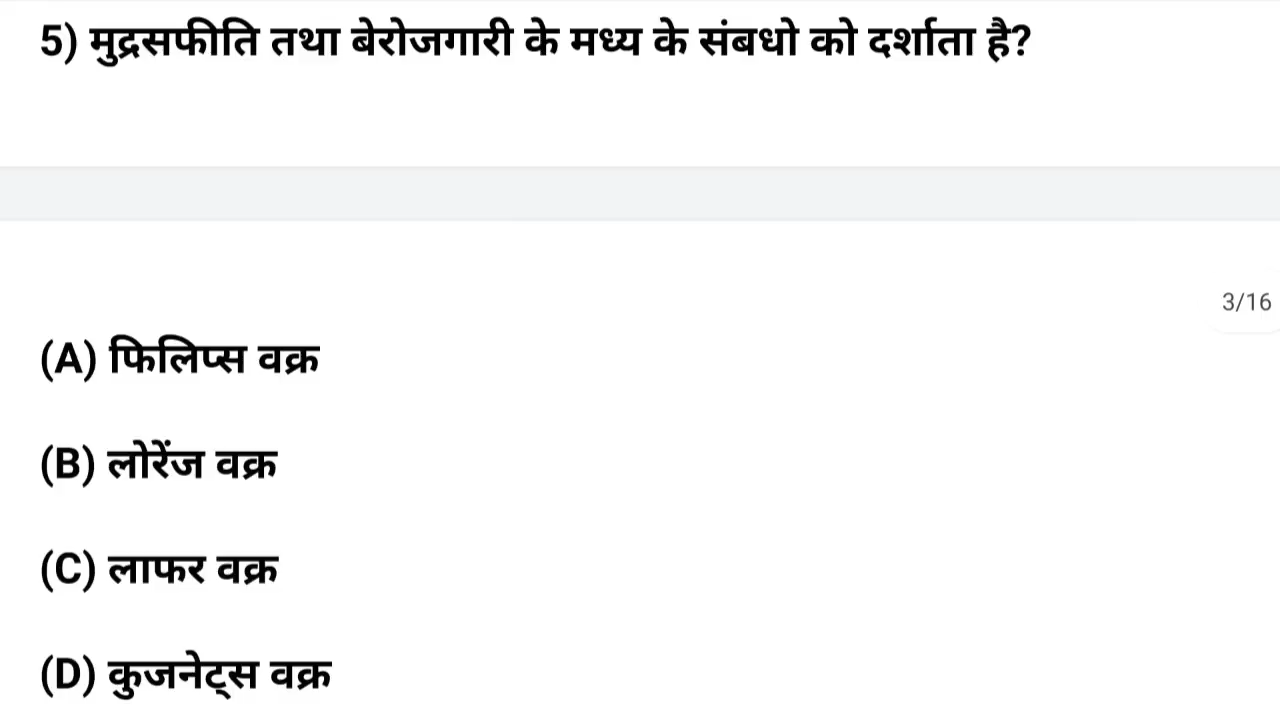 5) मुद्रसफीति तथा बेरोजगारी के मध्य के संबधो को दर्शाता है?
3/16
(A) फिलिप्स वक्र
(B) लोरेंज वक्र
(C) लाफर वक्र
(D) कुजनेट्स वक्र